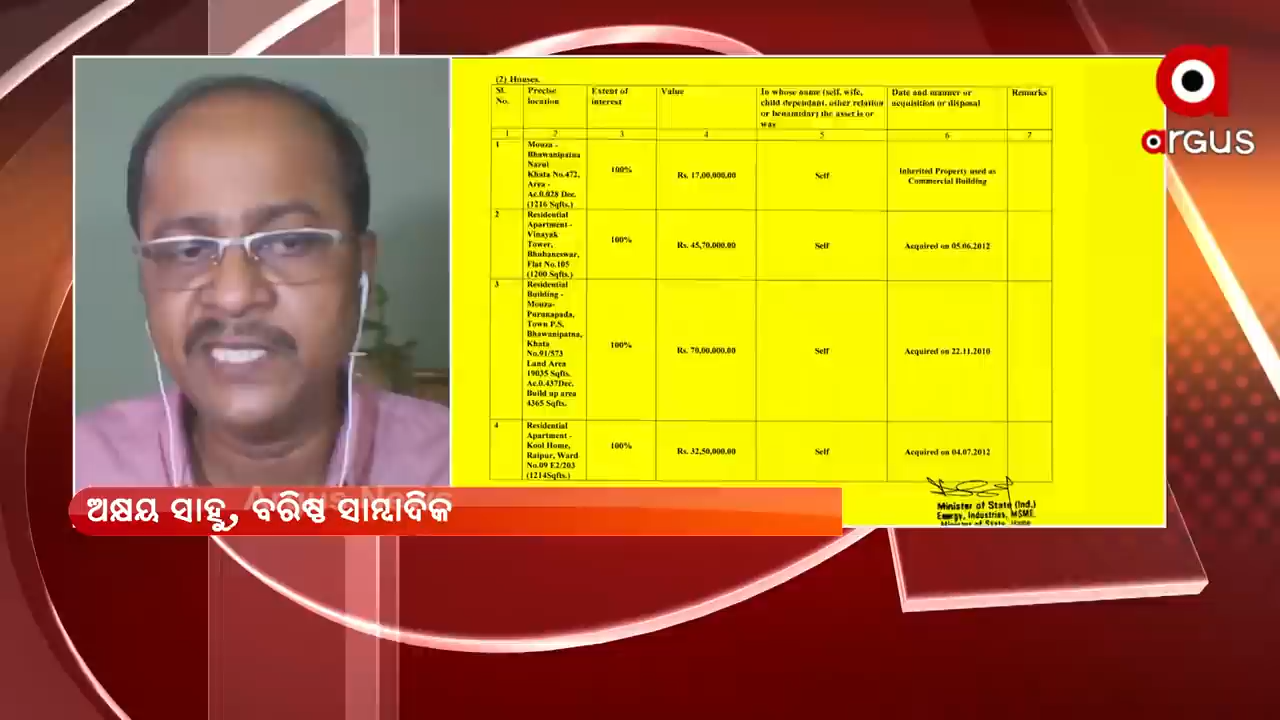 (2) Houses.
Sl. No.
Precise location
Extent of interest
Value
In whose name (self, wife, child dependant, other relation or benamidar) the asset is or was
Date and manner or acquisition or disposal
Remarks
1 2 3 4 5 6 7
1
Mouza -
Bhawanipatna
Nazul
Khata No.472,
Area -
Ac.0.028 Dec.
(1216 Sqfts.)
100%
Rs. 17,00,000.00
Self
Inherited Property used as
Commercial Building
2
Residential
Apartment -
Vinayak
Tower,
Bhubaneswar,
Flat No.105
(1200 Sqfts.)
100%
Rs. 45,70,000.00
Self
Acquired on 05.06.2012
3
Residential
Building -
Mouza-
Purunapada,
Town P.S.
Bhawanipatna,
Khata
No.91/573
Land Area
19035 Sqfts.
Ac.0.437Dec.
Build up area
4365 Sqfts.
100%
Rs. 70,00,000.00
Self
Acquired on 22.11.2010
4
Residential
Apartment -
Kool Home,
Raipur, Ward
No.09 E2/203
(1214Sqfts.)
100%
Rs. 32,50,000.00
Self
Acquired on 04.07.2012
Minister of State (Ind.)
Energy, Industries, MSME
Minister of State, Home
argus
Argus News
ଅକ୍ଷୟ ସାହୁ, ବରିଷ୍ଠ ସାମ୍ବାଦିକ